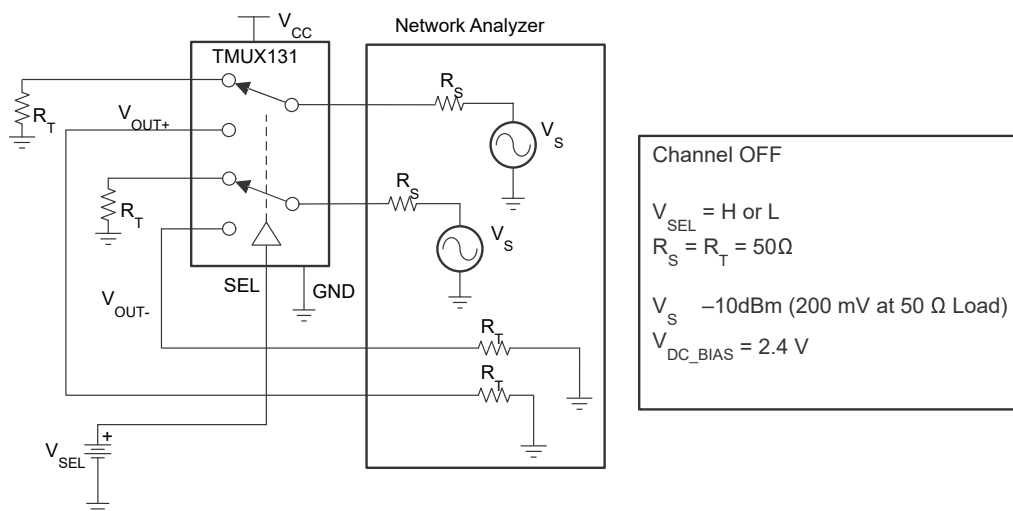 V_CC
Network Analyzer
TMUX131
R_T
V_OUT+
R_S
V_S
R_T
R_S
V_S
SEL
GND
V_OUT-
R_T
R_T
V_SEL
+
Channel OFF
V_SEL = H or L
R_S = R_T = 50Ω
V_S –10dBm (200 mV at 50 Ω Load)
V_DC_BIAS = 2.4 V